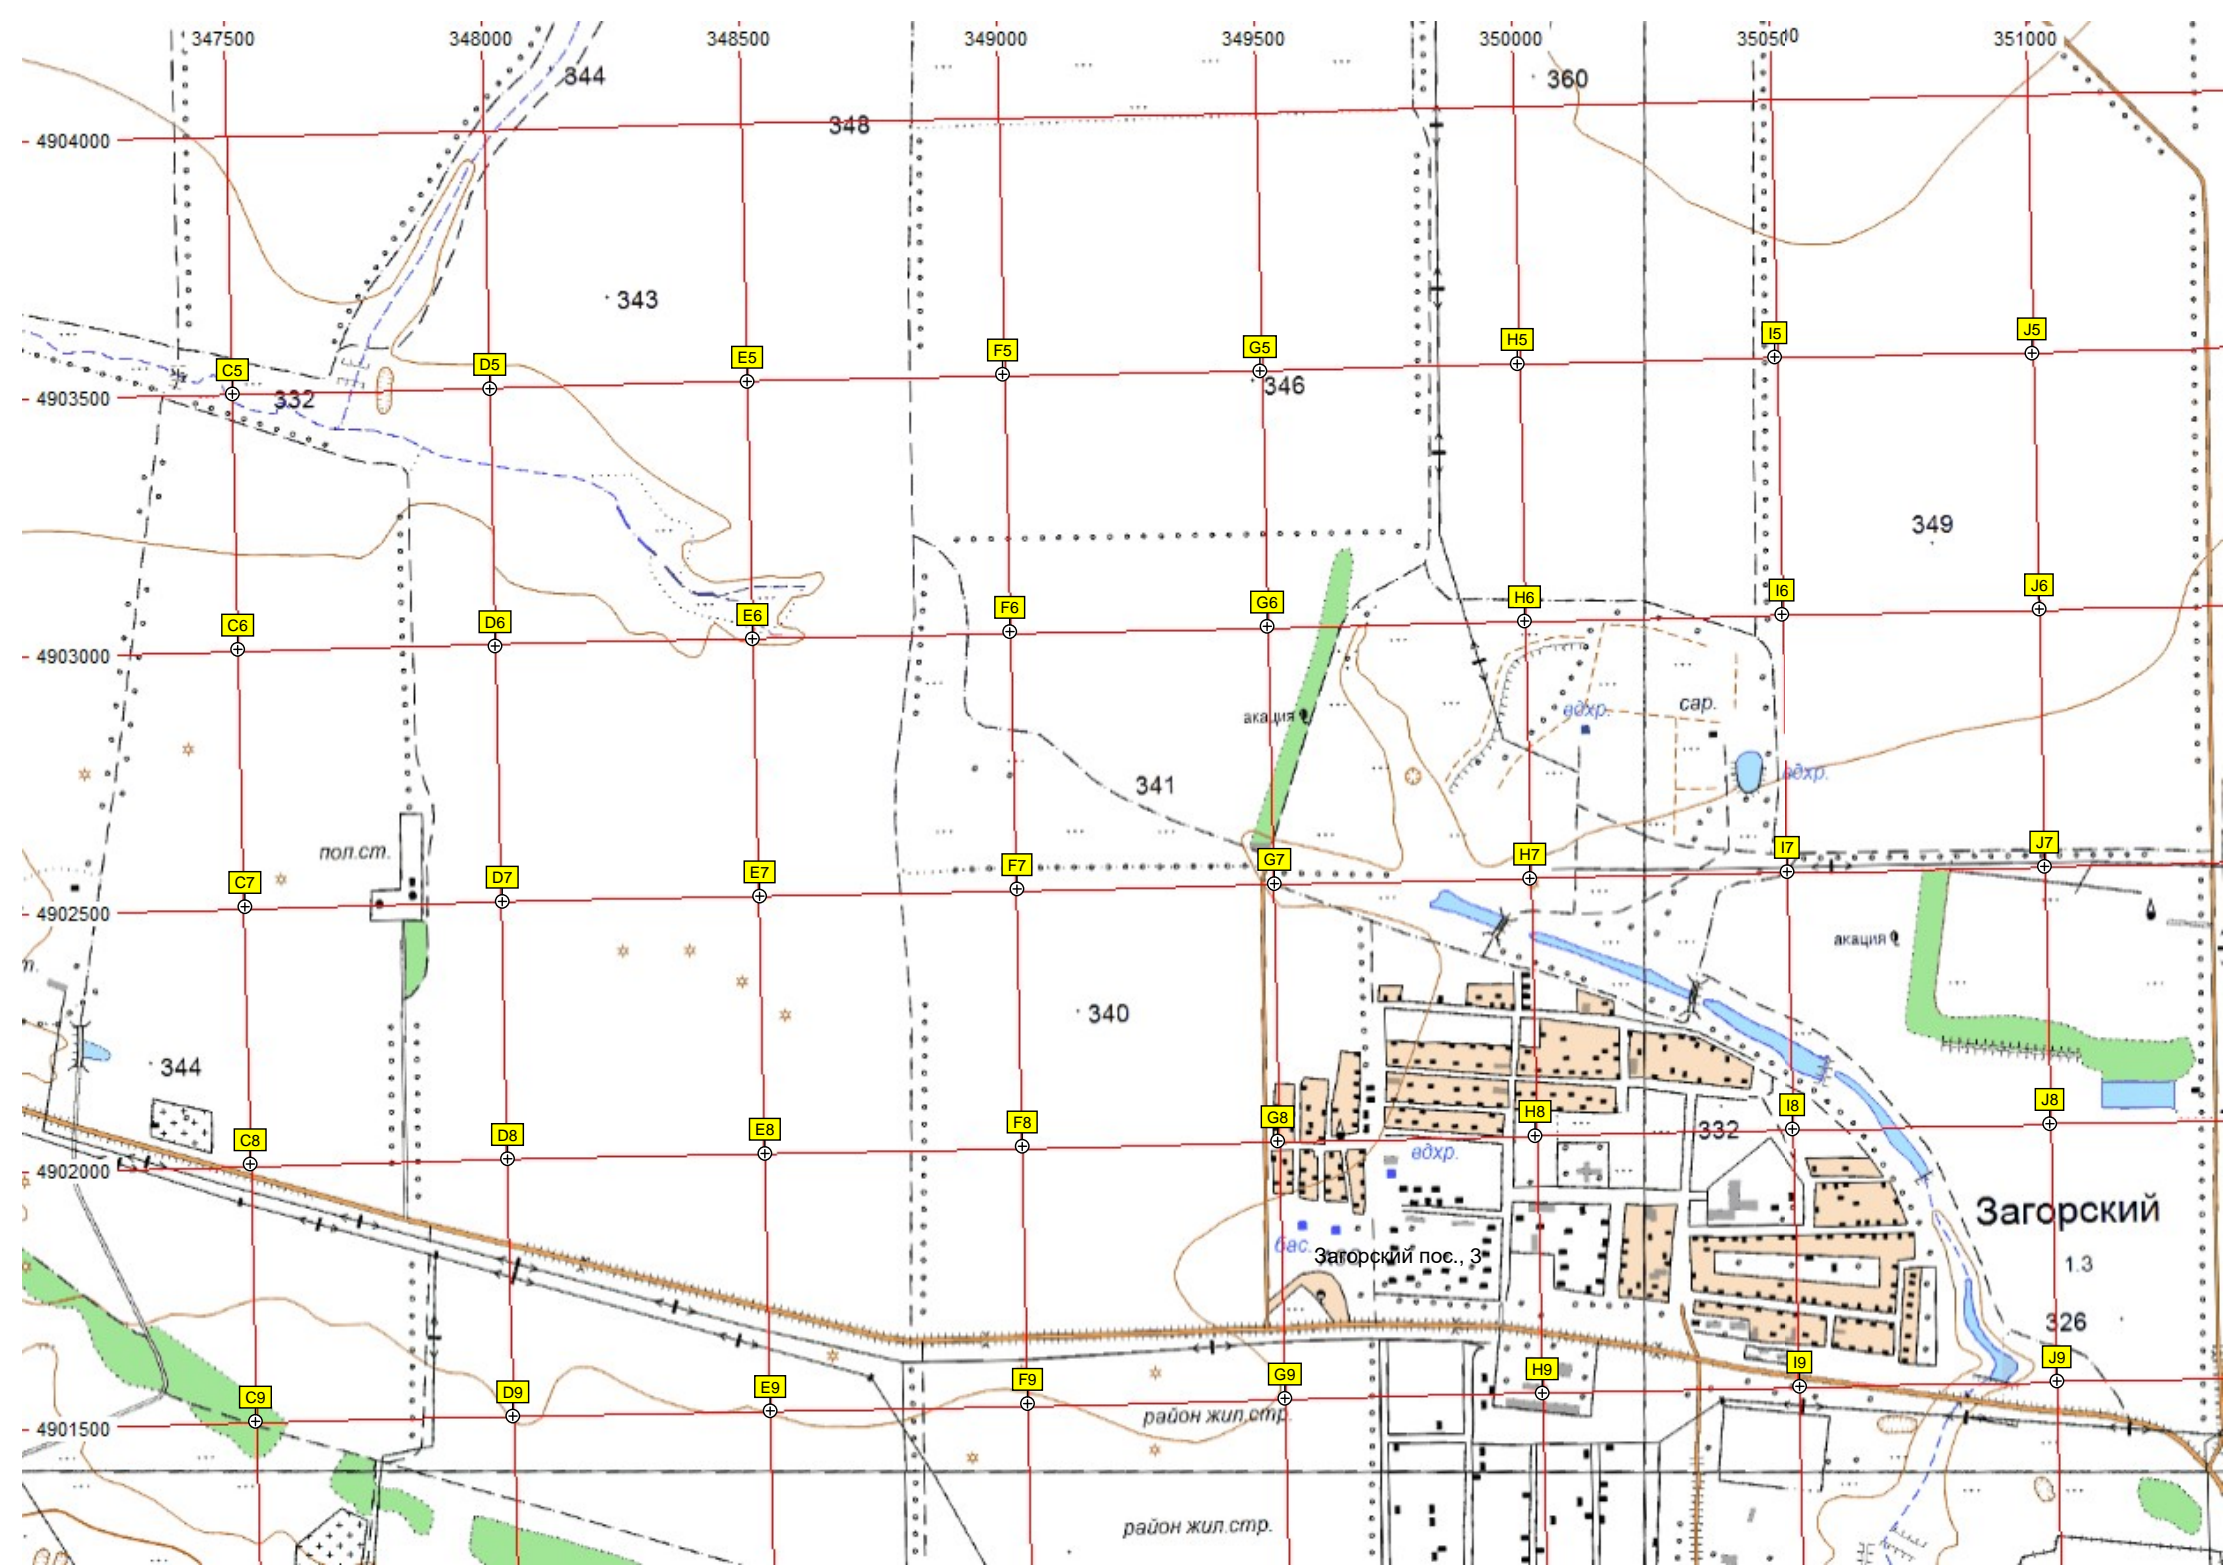 347500 348000 348500 349000 349500 350000 351000
344
360
348
4904000
343
C5 D5 E5 F5 G5 H5 I5 J5
332
346
4903500
349
C6 D6 E6 F6 G6 H6 I6 J6
4903000
акация
вдхр.
сар.
вдхр.
341
пол.ст.
C7 D7 E7 F7 G7 H7 I7 J7
4902500
акация
340
344
C8 D8 E8 F8 G8 H8 I8 J8
332
вдхр.
4902000
Загорский
бас.
Загорский пос., 3
1.3
326
C9 D9 E9 F9 G9 H9 I9 J9
район жил.стр.
4901500
район жил.стр.